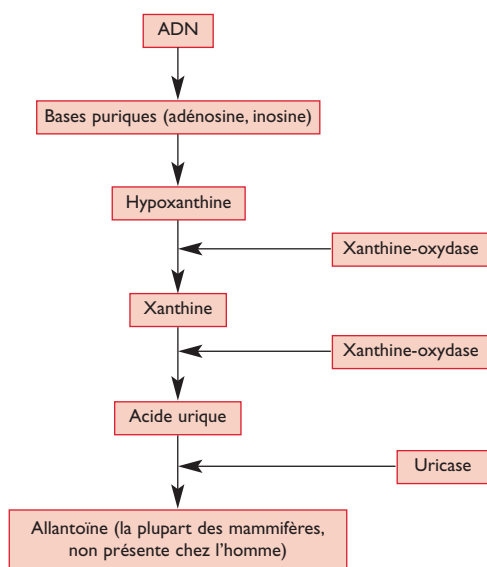 ADN
Bases puriques (adénosine, inosine)
Hypoxanthine
Xanthine-oxydase
Xanthine
Xanthine-oxydase
Acide urique
Uricase
Allantoïne (la plupart des mammifères,
non présente chez l’homme)